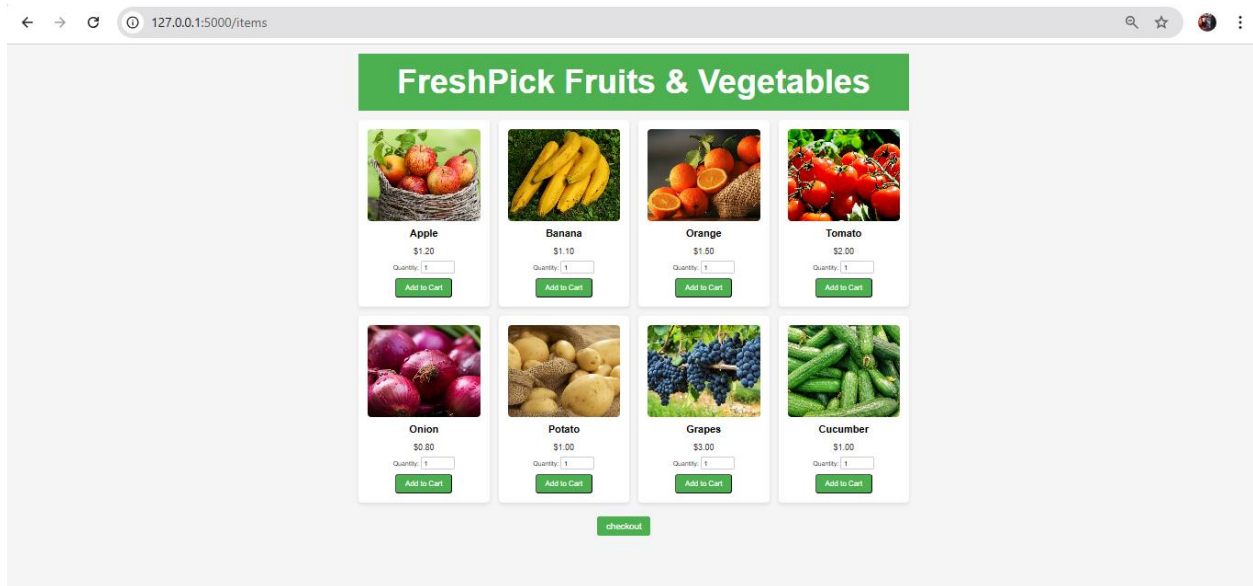 127.0.0.1:5000/items
FreshPick Fruits & Vegetables
Apple
$1.20
Quantity: 1
Add to Cart
Banana
$1.10
Quantity: 1
Add to Cart
Orange
$1.50
Quantity: 1
Add to Cart
Tomato
$2.00
Quantity: 1
Add to Cart
Onion
$0.80
Quantity: 1
Add to Cart
Potato
$1.00
Quantity: 1
Add to Cart
Grapes
$3.00
Quantity: 1
Add to Cart
Cucumber
$1.00
Quantity: 1
Add to Cart
checkout